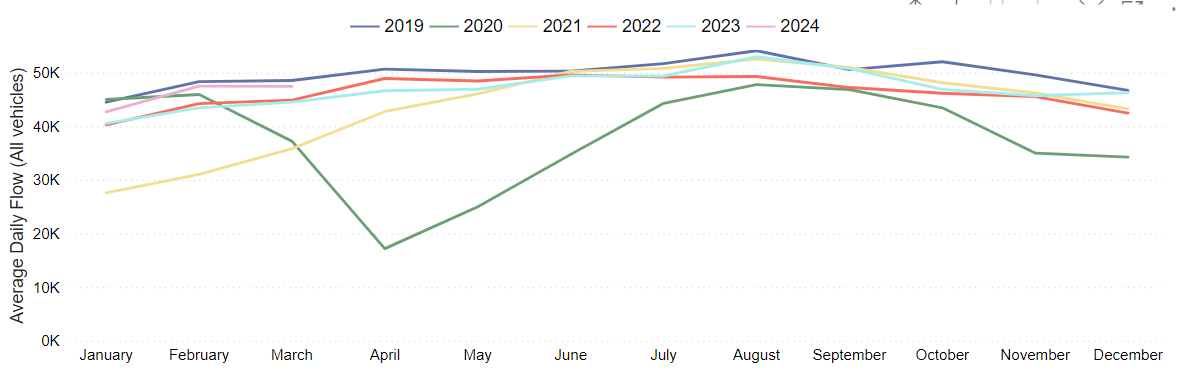 2019 2020 2021 2022 2023 2024
Average Daily Flow (All vehicles)
50K
40K
30K
20K
10K
0K
January February March April May June July August September October November December